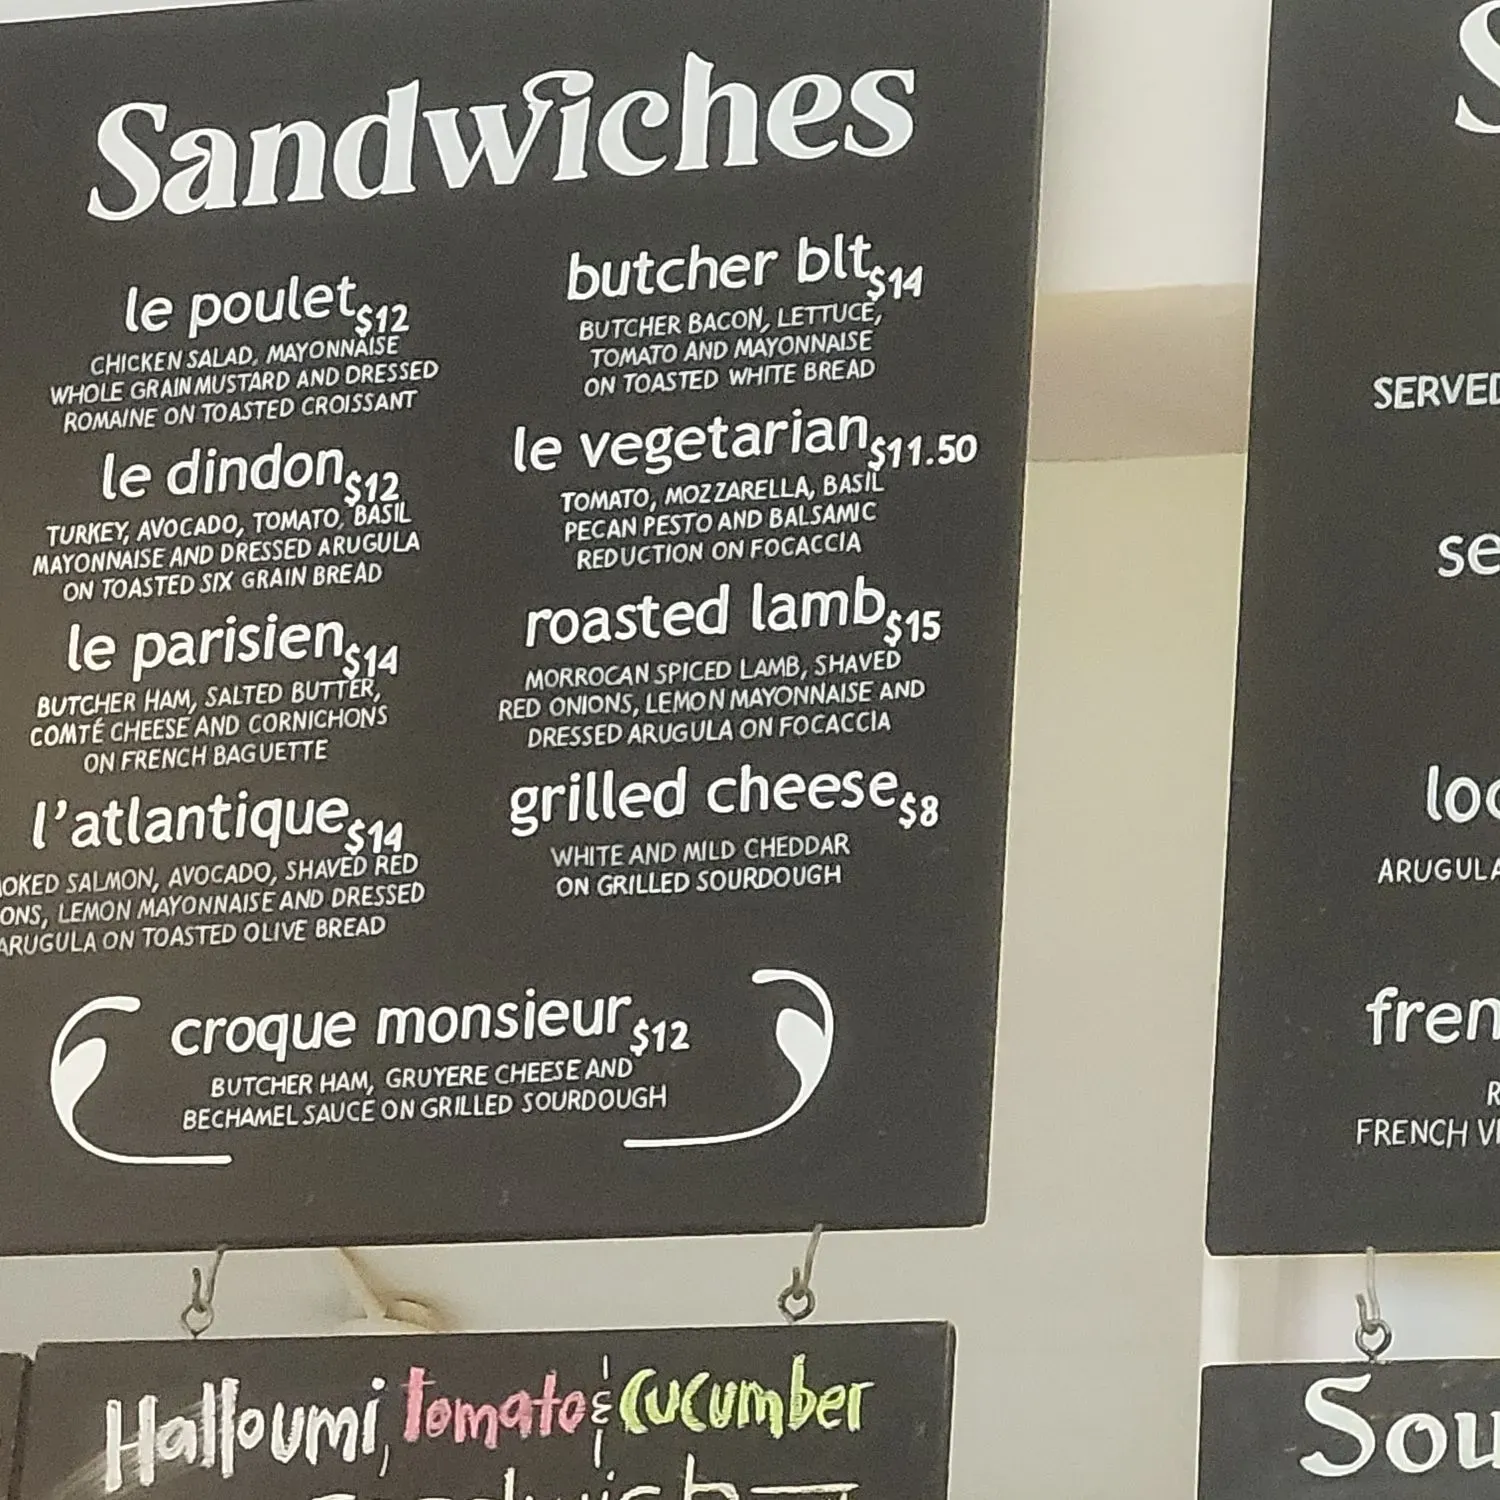 Sandwiches
le poulet $12
CHICKEN SALAD, MAYONNAISE
WHOLE GRAIN MUSTARD AND DRESSED
ROMAINE ON TOASTED CROISSANT
le dindon $12
TURKEY, AVOCADO, TOMATO, BASIL
MAYONNAISE AND DRESSED ARUGULA
ON TOASTED SIX GRAIN BREAD
le parisien $14
BUTCHER HAM, SALTED BUTTER,
COMTÉ CHEESE AND CORNICHONS
ON FRENCH BAGUETTE
l'atlantique $14
SALMON, AVOCADO, SHAVED RED
LEMON MAYONNAISE AND DRESSED
ARUGULA ON TOASTED OLIVE BREAD
butcher blt $14
BUTCHER BACON, LETTUCE,
TOMATO AND MAYONNAISE
ON TOASTED WHITE BREAD
le vegetarian $11.50
TOMATO, MOZZARELLA, BASIL
PECAN PESTO AND BALSAMIC
REDUCTION ON FOCACCIA
roasted lamb $15
MORROCAN SPICED LAMB, SHAVED
RED ONIONS, LEMON MAYONNAISE AND
DRESSED ARUGULA ON FOCACCIA
grilled cheese $8
WHITE AND MILD CHEDDAR
ON GRILLED SOURDOUGH
croque monsieur $12
BUTCHER HAM, GRUYERE CHEESE AND
BECHAMEL SAUCE ON GRILLED SOURDOUGH
Halloumi, Tomato & Cucumber
SERVED
ARUGULA
FRENCH